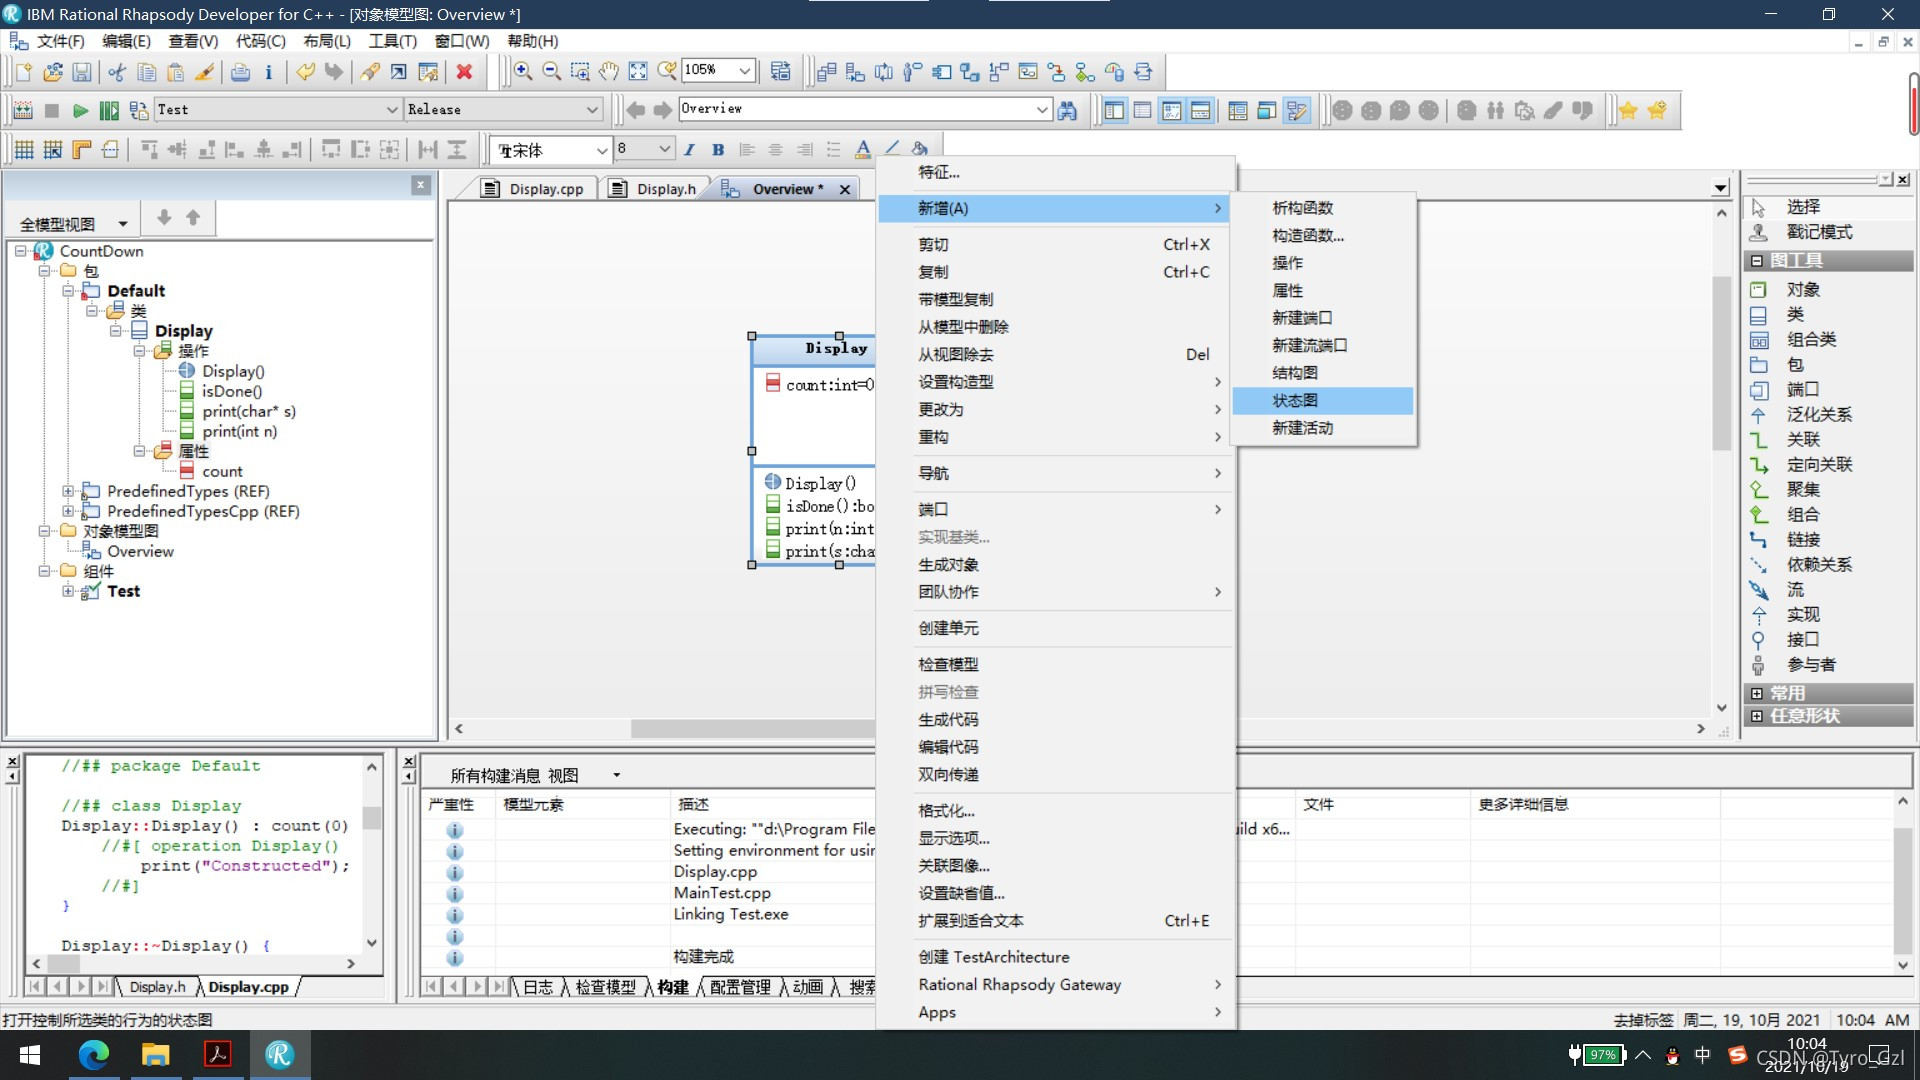 IBM Rational Rhapsody Developer for C++ - [对象模型图: Overview *]
文件(F) 编辑(E) 查看(V) 代码(C) 布局(L) 工具(T) 窗口(W) 帮助(H)
105%
Test Release Overview
宋体 8
Display.cpp Display.h Overview *
全模型视图
CountDown
包
Default
类
Display
操作
Display()
isDone()
print(char* s)
print(int n)
属性
count
PredefinedTypes (REF)
PredefinedTypesCpp (REF)
对象模型图
Overview
组件
Test
Display
count:int=0
Display()
isDone():bo
print(n:int
print(s:cha
特征...
新增(A)
剪切 Ctrl+X
复制 Ctrl+C
带模型复制
从模型中删除
从视图除去 Del
设置构造型
更改为
重构
导航
端口
实现基类...
生成对象
团队协作
创建单元
检查模型
拼写检查
生成代码
编辑代码
双向传递
格式化...
显示选项...
关联图像...
设置缺省值...
扩展到适合文本 Ctrl+E
创建 TestArchitecture
Rational Rhapsody Gateway
Apps
析构函数
构造函数...
操作
属性
新建端口
新建流端口
结构图
状态图
新建活动
选择
戳记模式
图工具
对象
类
组合类
包
端口
泛化关系
关联
定向关联
聚集
组合
链接
依赖关系
流
实现
接口
参与者
常用
任意形状
//## package Default
//## class Display
Display::Display() : count(0)
//#[ operation Display()
print("Constructed");
//#]
}
Display::~Display() {
Display.h Display.cpp
所有构建消息 视图
严重性 模型元素 描述 文件 更多详细信息
Executing: ""d:\Program File
uild x6...
Setting environment for usin
Display.cpp
MainTest.cpp
Linking Test.exe
构建完成
日志 检查模型 构建 配置管理 动画 搜索
打开控制所选类的行为的状态图
去掉标签 周二, 19, 10月 2021 10:04 AM
97% 中 10:04
2021/10/19
CSDN @Tyro_Gzl